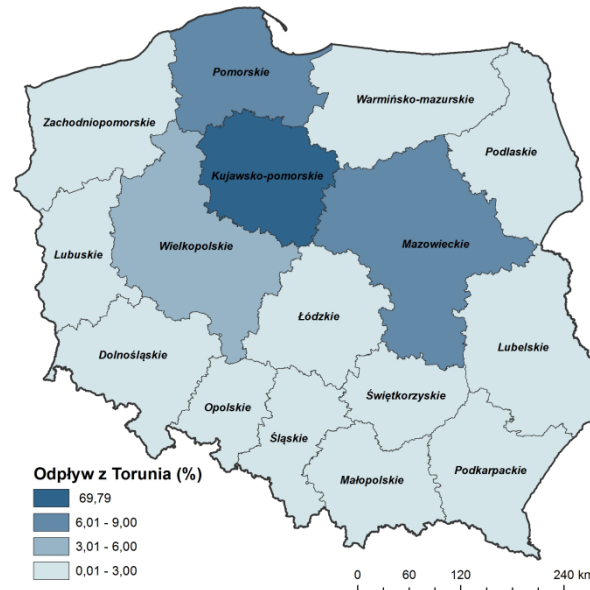 Pomorskie
Warmińsko-mazurskie
Zachodniopomorskie
Podlaskie
Kujawsko-pomorskie
Mazowieckie
Wielkopolskie
Lubuskie
Łódzkie
Lubelskie
Dolnośląskie
Świętkorzyskie
Opolskie
Śląskie
Małopolskie
Podkarpackie
Odpływ z Torunia (%)
69,79
6,01 - 9,00
3,01 - 6,00
0,01 - 3,00
0 60 120 240 km